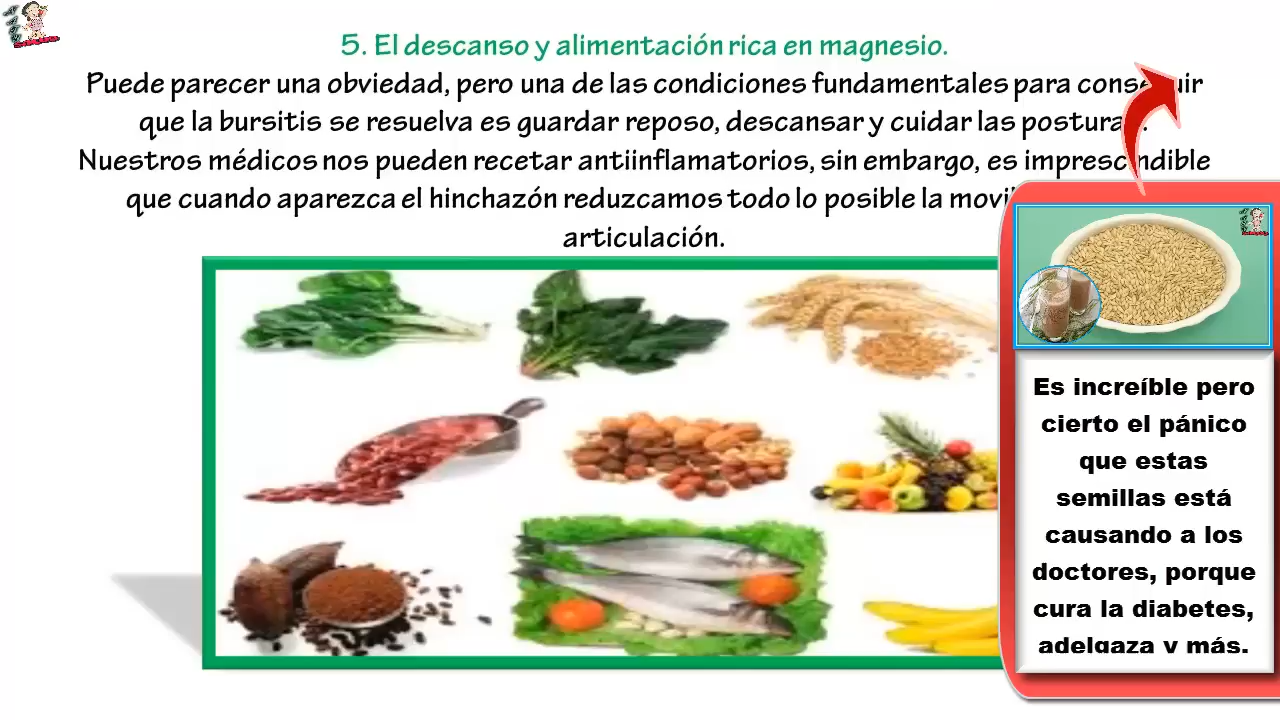 5. El descanso y alimentación rica en magnesio.
Puede parecer una obviedad, pero una de las condiciones fundamentales para
que la bursitis se resuelva es guardar reposo, descansar y cuidar las
Nuestros médicos nos pueden recetar antiinflamatorios, sin embargo, es
que cuando aparezca el hinchazón reduzcamos todo lo posible la
articulación.
Es increíble pero
cierto el pánico
que estas
semillas está
causando a los
doctores, porque
cura la diabetes,
adelgaza y más.